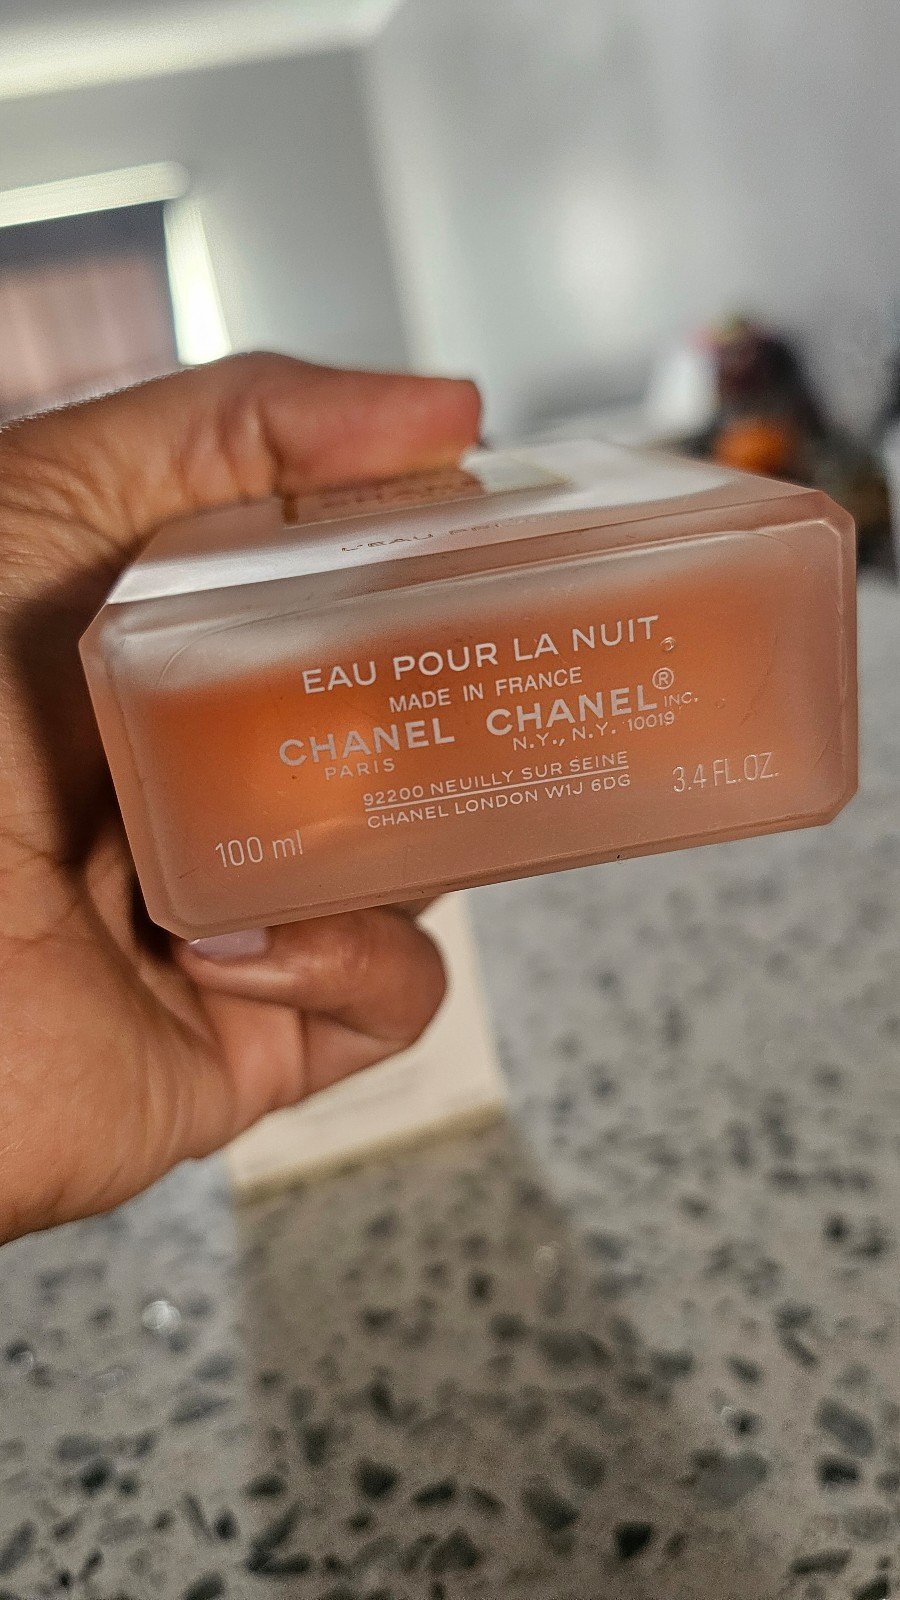 L'EAU
EAU POUR LA NUIT
MADE IN FRANCE
CHANEL CHANEL® INC.
PARIS N.Y., N.Y. 10019
92200 NEUILLY SUR SEINE
CHANEL LONDON W1J 6DG
100 ml 3.4 FL.OZ.